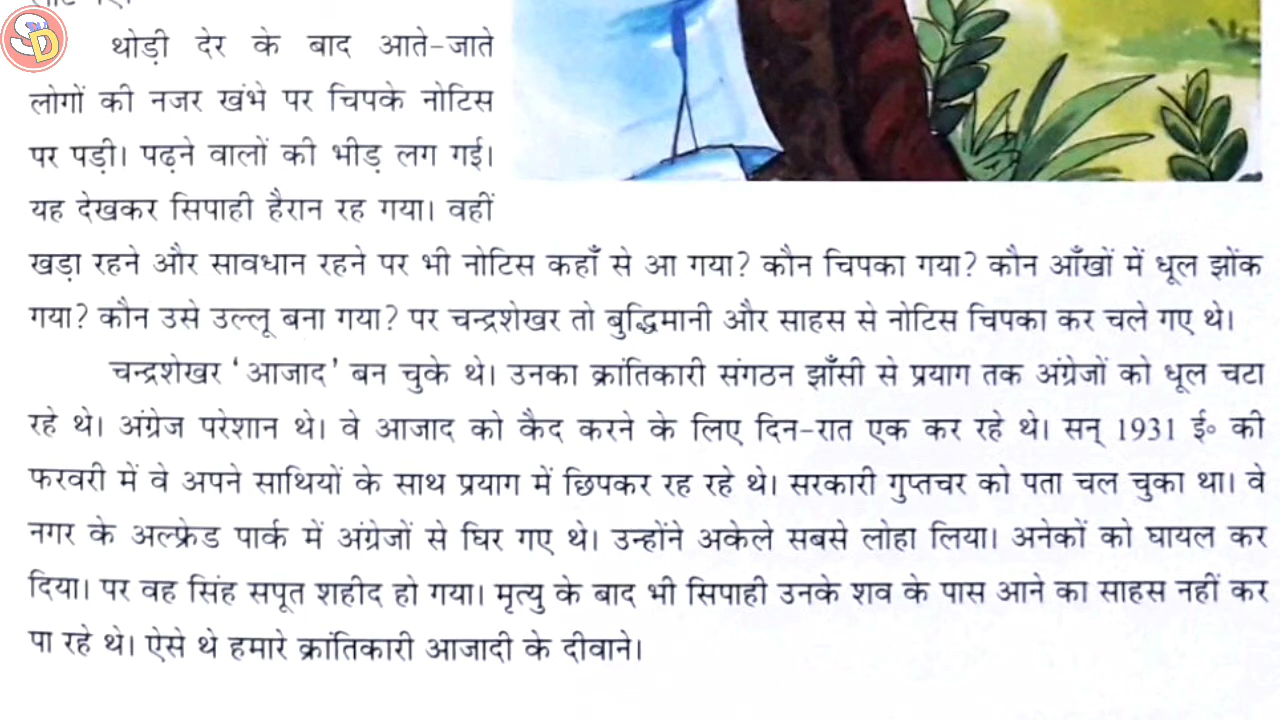 SD
थोड़ी देर के बाद आते-जाते
लोगों की नजर खंभे पर चिपके नोटिस
पर पड़ी। पढ़ने वालों की भीड़ लग गई।
यह देखकर सिपाही हैरान रह गया। वहीं
खड़ा रहने और सावधान रहने पर भी नोटिस कहाँ से आ गया? कौन चिपका गया? कौन आँखों में धूल झोंक
गया? कौन उसे उल्लू बना गया? पर चन्द्रशेखर तो बुद्धिमानी और साहस से नोटिस चिपका कर चले गए थे।
चन्द्रशेखर ‘आजाद’ बन चुके थे। उनका क्रांतिकारी संगठन झाँसी से प्रयाग तक अंग्रेजों को धूल चटा
रहे थे। अंग्रेज परेशान थे। वे आजाद को कैद करने के लिए दिन-रात एक कर रहे थे। सन् 1931 ई॰ की
फरवरी में वे अपने साथियों के साथ प्रयाग में छिपकर रह रहे थे। सरकारी गुप्तचर को पता चल चुका था। वे
नगर के अल्फ्रेड पार्क में अंग्रेजों से घिर गए थे। उन्होंने अकेले सबसे लोहा लिया। अनेकों को घायल कर
दिया। पर वह सिंह सपूत शहीद हो गया। मृत्यु के बाद भी सिपाही उनके शव के पास आने का साहस नहीं कर
पा रहे थे। ऐसे थे हमारे क्रांतिकारी आजादी के दीवाने।